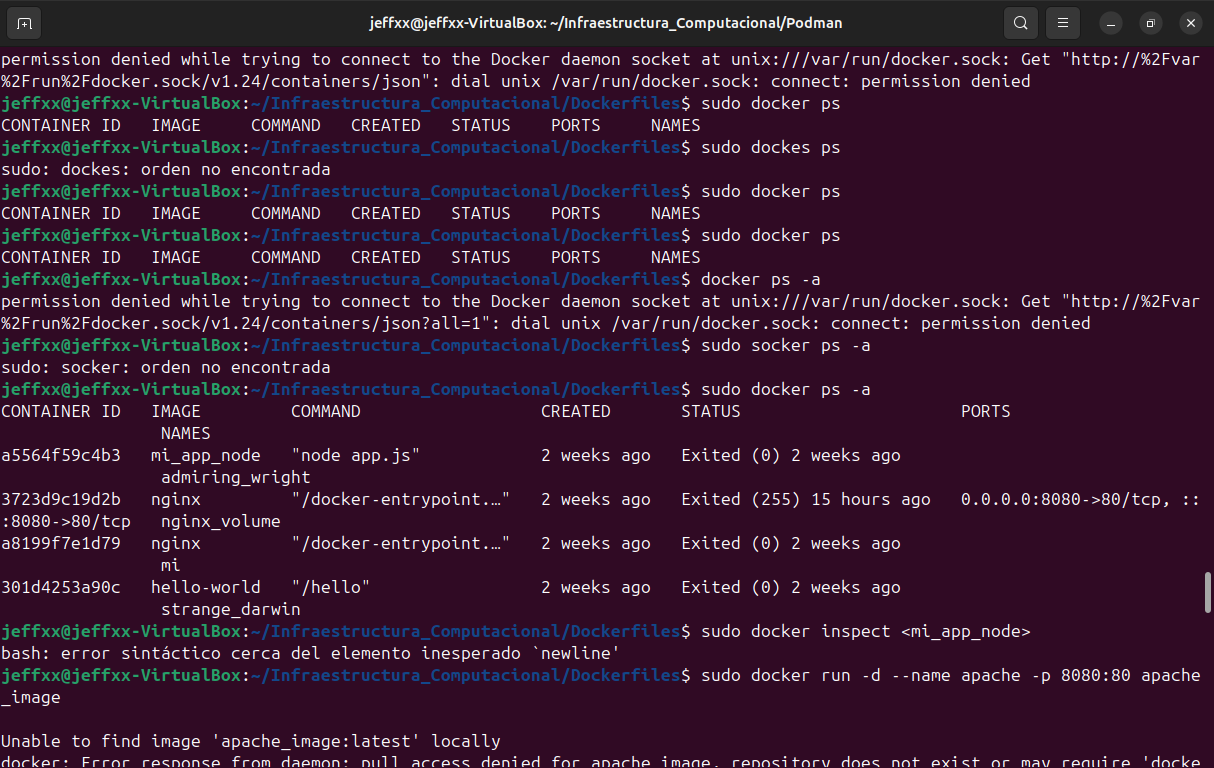 jeffxx@jeffxx-VirtualBox: ~/Infraestructura_Computacional/Podman
permission denied while trying to connect to the Docker daemon socket at unix:///var/run/docker.sock: Get "http://%2Fvar
%2Frun%2Fdocker.sock/v1.24/containers/json": dial unix /var/run/docker.sock: connect: permission denied
jeffxx@jeffxx-VirtualBox:~/Infraestructura_Computacional/Dockerfiles$ sudo docker ps
CONTAINER ID   IMAGE     COMMAND   CREATED   STATUS    PORTS     NAMES
jeffxx@jeffxx-VirtualBox:~/Infraestructura_Computacional/Dockerfiles$ sudo dockes ps
sudo: dockes: orden no encontrada
jeffxx@jeffxx-VirtualBox:~/Infraestructura_Computacional/Dockerfiles$ sudo docker ps
CONTAINER ID   IMAGE     COMMAND   CREATED   STATUS    PORTS     NAMES
jeffxx@jeffxx-VirtualBox:~/Infraestructura_Computacional/Dockerfiles$ sudo docker ps
CONTAINER ID   IMAGE     COMMAND   CREATED   STATUS    PORTS     NAMES
jeffxx@jeffxx-VirtualBox:~/Infraestructura_Computacional/Dockerfiles$ docker ps -a
permission denied while trying to connect to the Docker daemon socket at unix:///var/run/docker.sock: Get "http://%2Fvar
%2Frun%2Fdocker.sock/v1.24/containers/json?all=1": dial unix /var/run/docker.sock: connect: permission denied
jeffxx@jeffxx-VirtualBox:~/Infraestructura_Computacional/Dockerfiles$ sudo socker ps -a
sudo: socker: orden no encontrada
jeffxx@jeffxx-VirtualBox:~/Infraestructura_Computacional/Dockerfiles$ sudo docker ps -a
CONTAINER ID   IMAGE         COMMAND                  CREATED       STATUS                      PORTS
                NAMES
a5564f59c4b3   mi_app_node   "node app.js"            2 weeks ago   Exited (0) 2 weeks ago
                admiring_wright
3723d9c19d2b   nginx         "/docker-entrypoint.…"   2 weeks ago   Exited (255) 15 hours ago   0.0.0.0:8080->80/tcp, ::
:8080->80/tcp   nginx_volume
a8199f7e1d79   nginx         "/docker-entrypoint.…"   2 weeks ago   Exited (0) 2 weeks ago
                mi
301d4253a90c   hello-world   "/hello"                 2 weeks ago   Exited (0) 2 weeks ago
                strange_darwin
jeffxx@jeffxx-VirtualBox:~/Infraestructura_Computacional/Dockerfiles$ sudo docker inspect <mi_app_node>
bash: error sintáctico cerca del elemento inesperado `newline'
jeffxx@jeffxx-VirtualBox:~/Infraestructura_Computacional/Dockerfiles$ sudo docker run -d --name apache -p 8080:80 apache
_image
Unable to find image 'apache_image:latest' locally
docker: Error response from daemon: pull access denied for apache_image, repository does not exist or may require 'docke